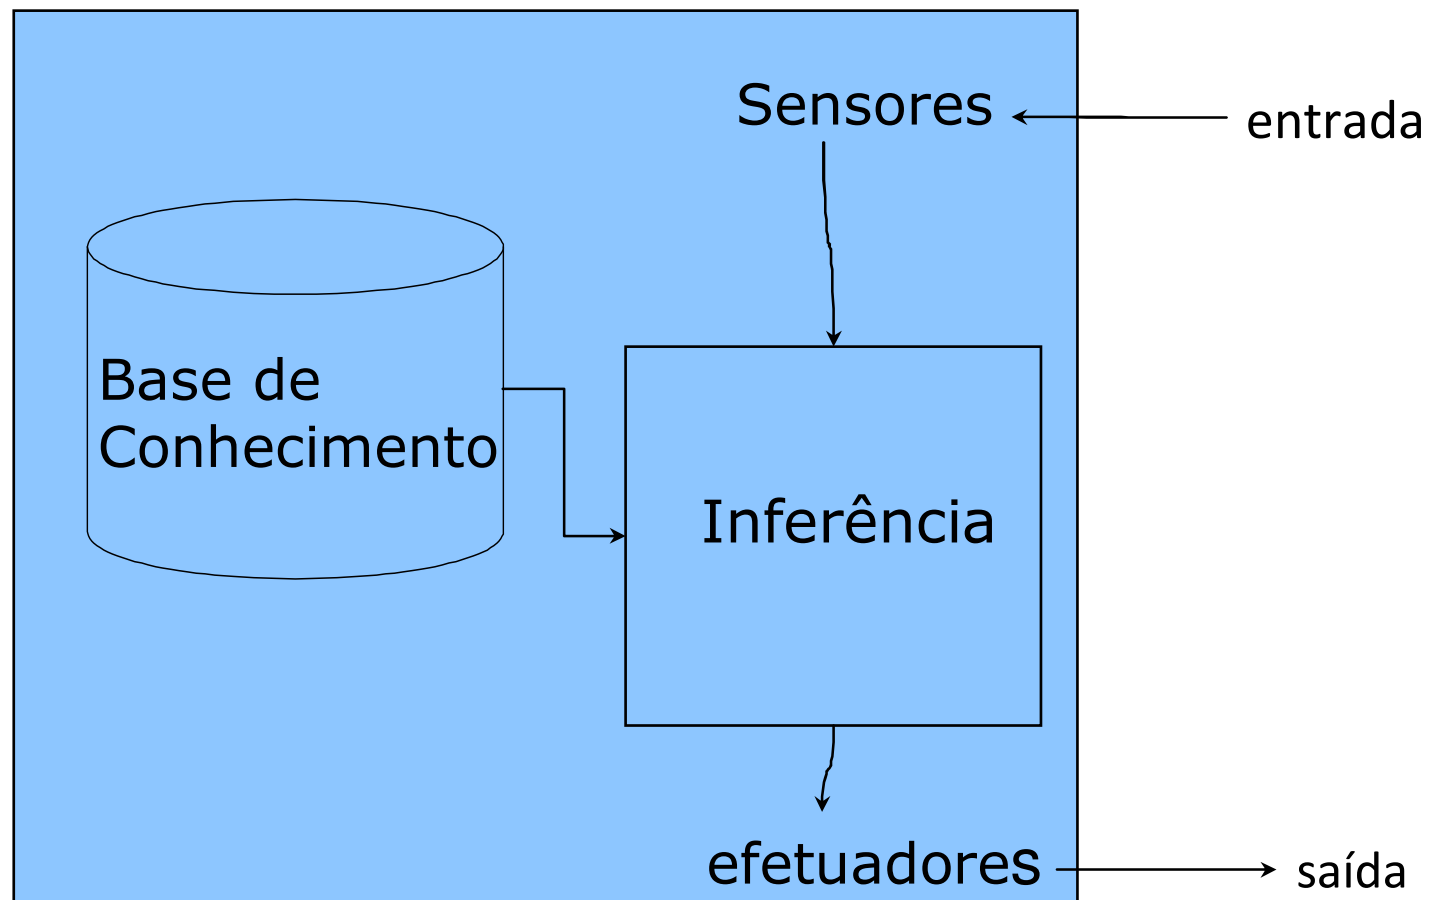 Sensores
entrada
Base de
Conhecimento
Inferência
efetuadores
saída